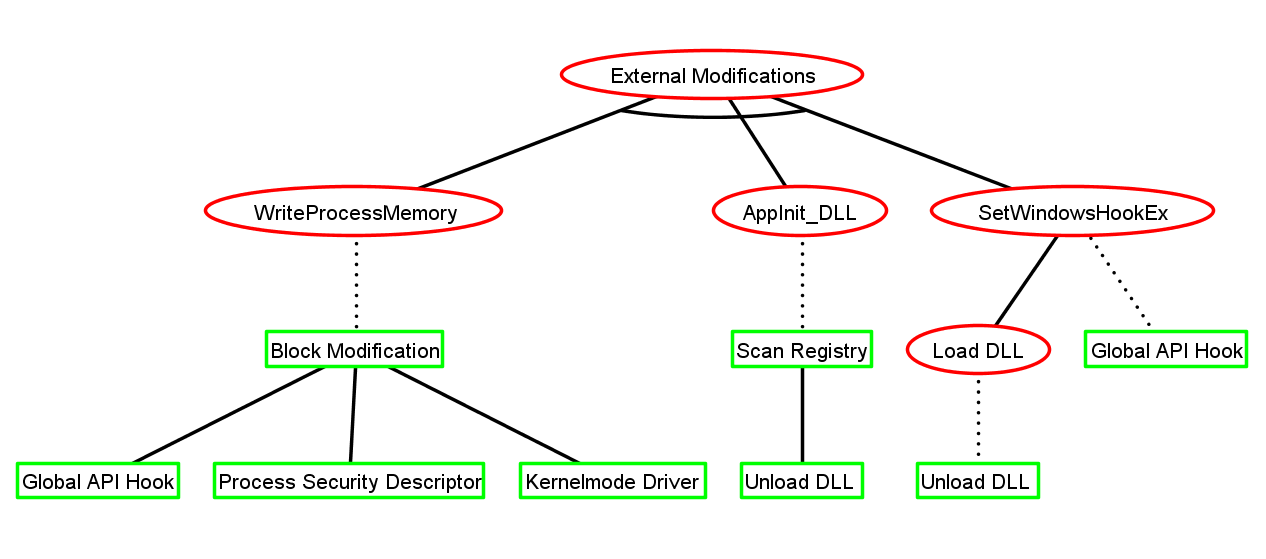 External Modifications
WriteProcessMemory
AppInit_DLL
SetWindowsHookEx
Block Modification
Scan Registry
Load DLL
Global API Hook
Global API Hook
Process Security Descriptor
Kernelmode Driver
Unload DLL
Unload DLL